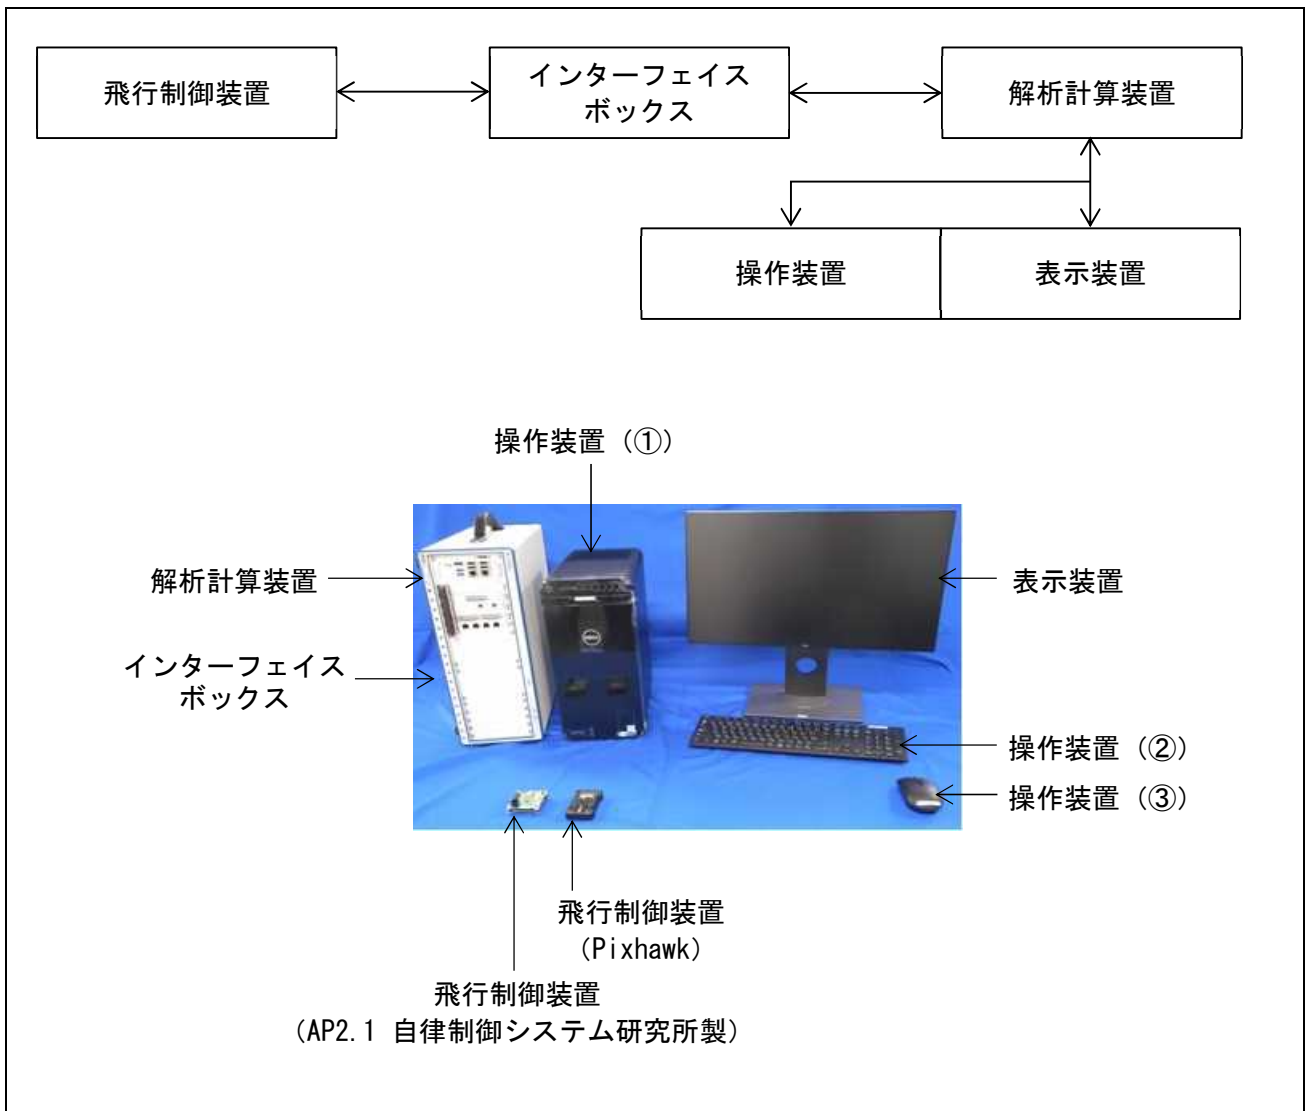 飛行制御装置
インターフェイス
ボックス
解析計算装置
操作装置
表示装置
操作装置（①）
解析計算装置
表示装置
インターフェイス
ボックス
操作装置（②）
操作装置（③）
飛行制御装置
（Pixhawk）
飛行制御装置
（AP2.1 自律制御システム研究所製）